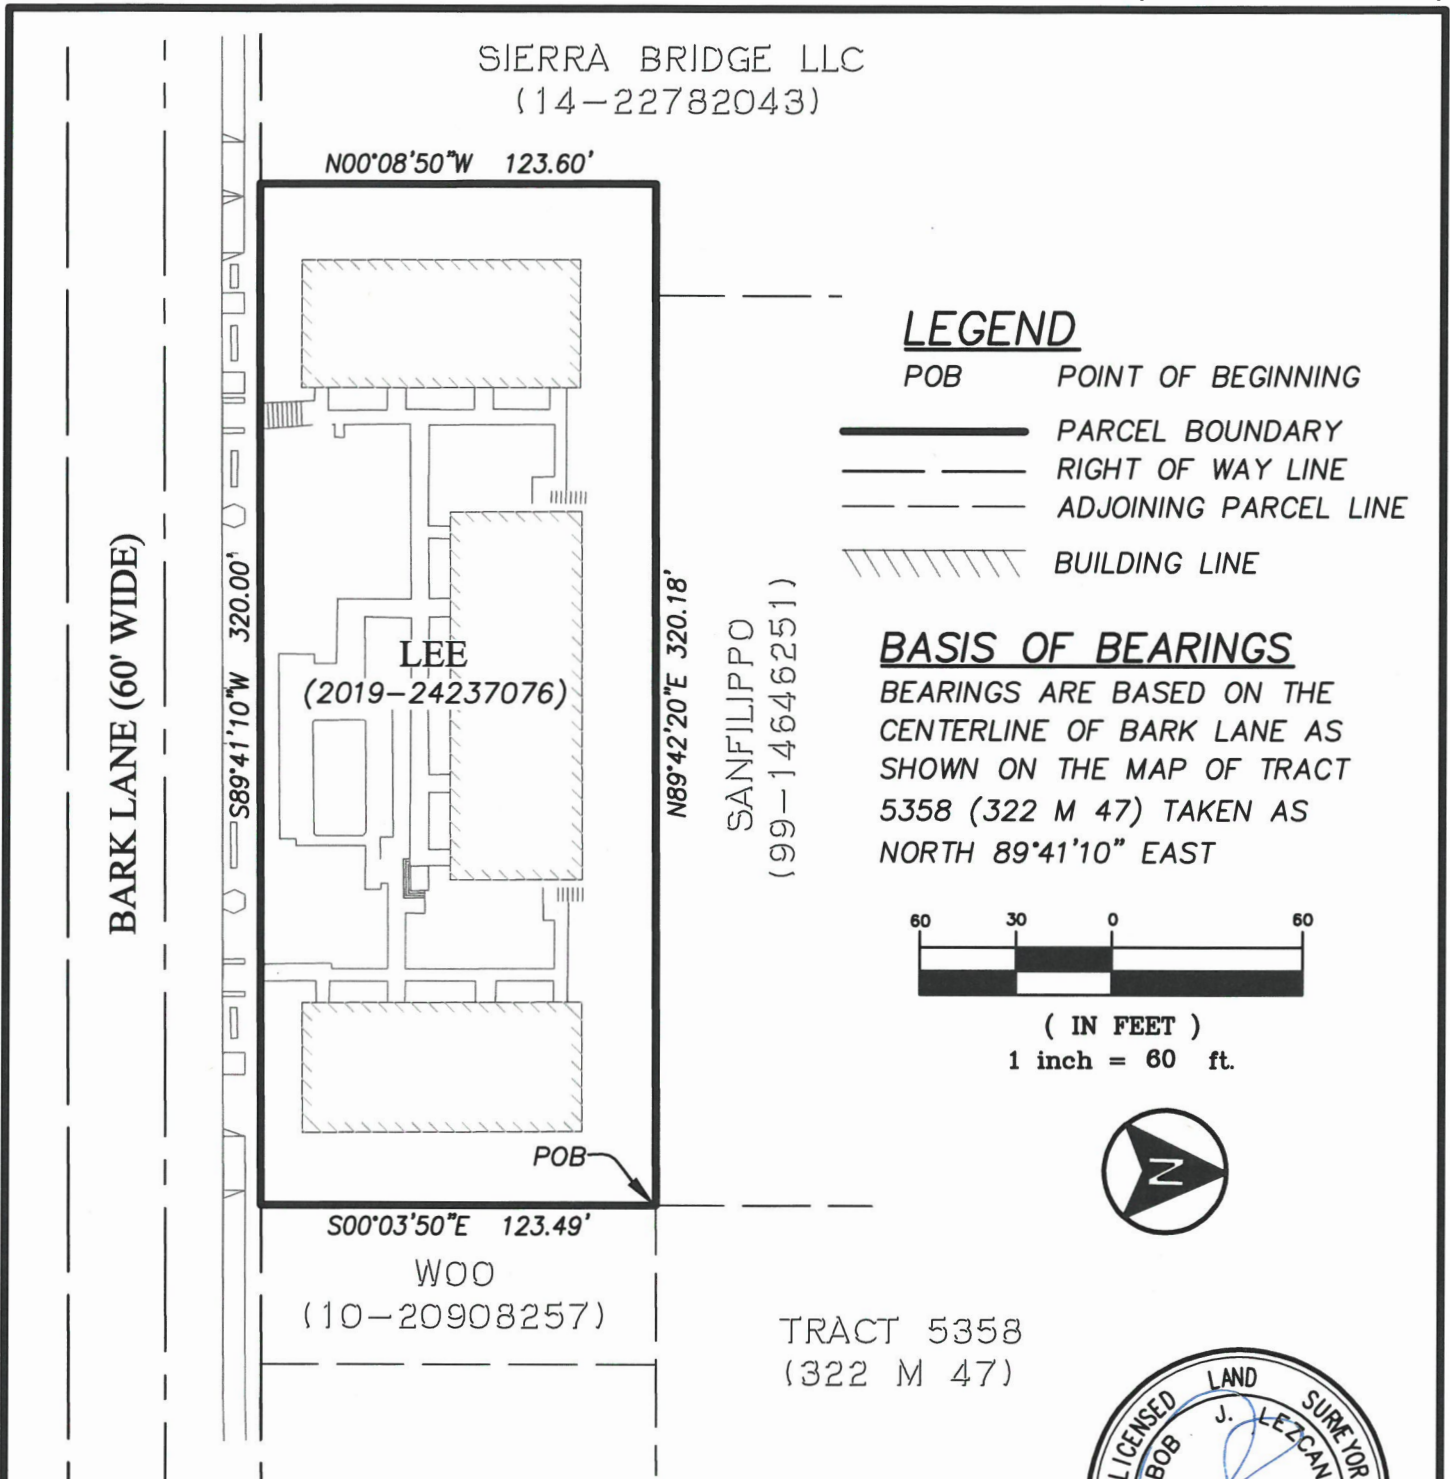 SIERRA BRIDGE LLC
(14-22782043)
N00°08'50"W 123.60'
LEGEND
POB POINT OF BEGINNING
PARCEL BOUNDARY
RIGHT OF WAY LINE
ADJOINING PARCEL LINE
BUILDING LINE
BARK LANE (60' WIDE)
S89°41'10"W 320.00'
LEE
(2019-24237076)
N89°42'20"E 320.18'
SANFILIPPO
(99-14646251)
BASIS OF BEARINGS
BEARINGS ARE BASED ON THE
CENTERLINE OF BARK LANE AS
SHOWN ON THE MAP OF TRACT
5358 (322 M 47) TAKEN AS
NORTH 89°41'10" EAST
60 30 0 60
( IN FEET )
1 inch = 60 ft.
N
POB
S00°03'50"E 123.49'
WOO
(10-20908257)
TRACT 5358
(322 M 47)
LICENSED LAND SURVEYOR
BOB J. LEZCAN